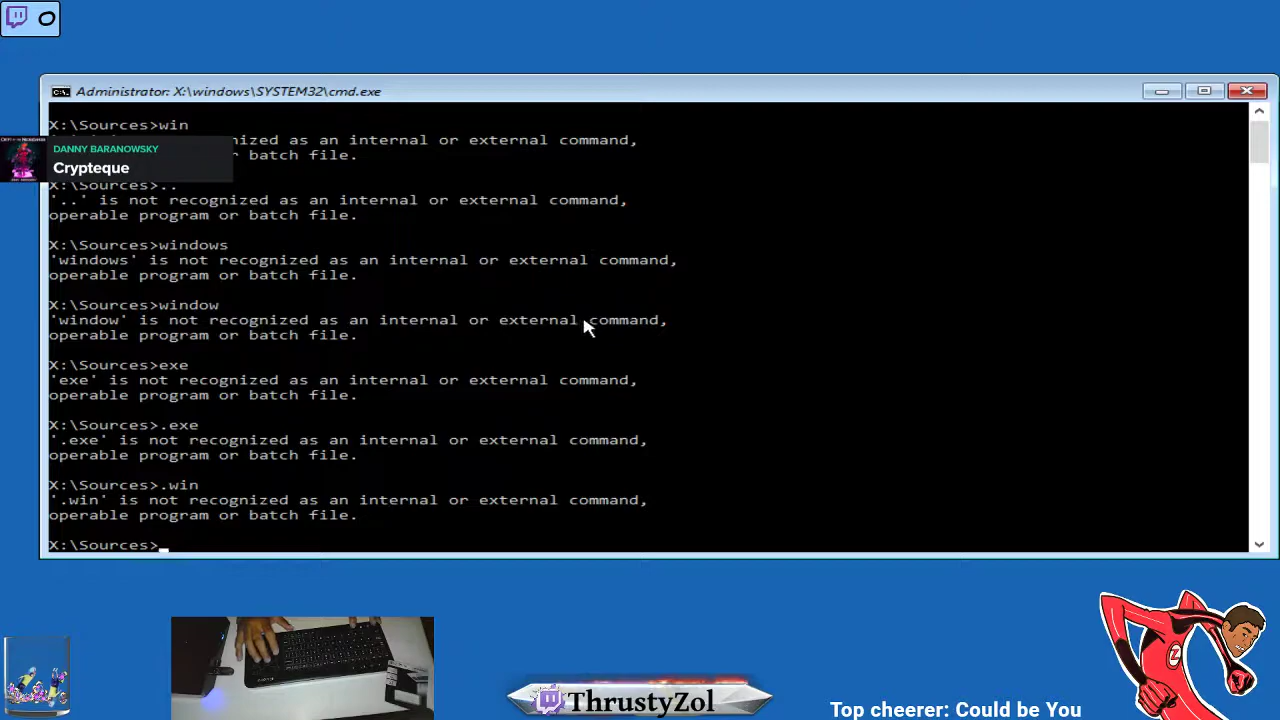 0
Administrator: X:\windows\SYSTEM32\cmd.exe
X:\Sources>win
nized as an internal or external command,
or batch file.
DANNY BARANOWSKY
Crypteque
X:\Sources>..
'..' is not recognized as an internal or external command,
operable program or batch file.
X:\Sources>windows
'windows' is not recognized as an internal or external command,
operable program or batch file.
X:\Sources>window
'window' is not recognized as an internal or external command,
operable program or batch file.
X:\Sources>exe
'exe' is not recognized as an internal or external command,
operable program or batch file.
X:\Sources>.exe
'.exe' is not recognized as an internal or external command,
operable program or batch file.
X:\Sources>.win
'.win' is not recognized as an internal or external command,
operable program or batch file.
X:\Sources>
ThrustyZol
Top cheerer: Could be You